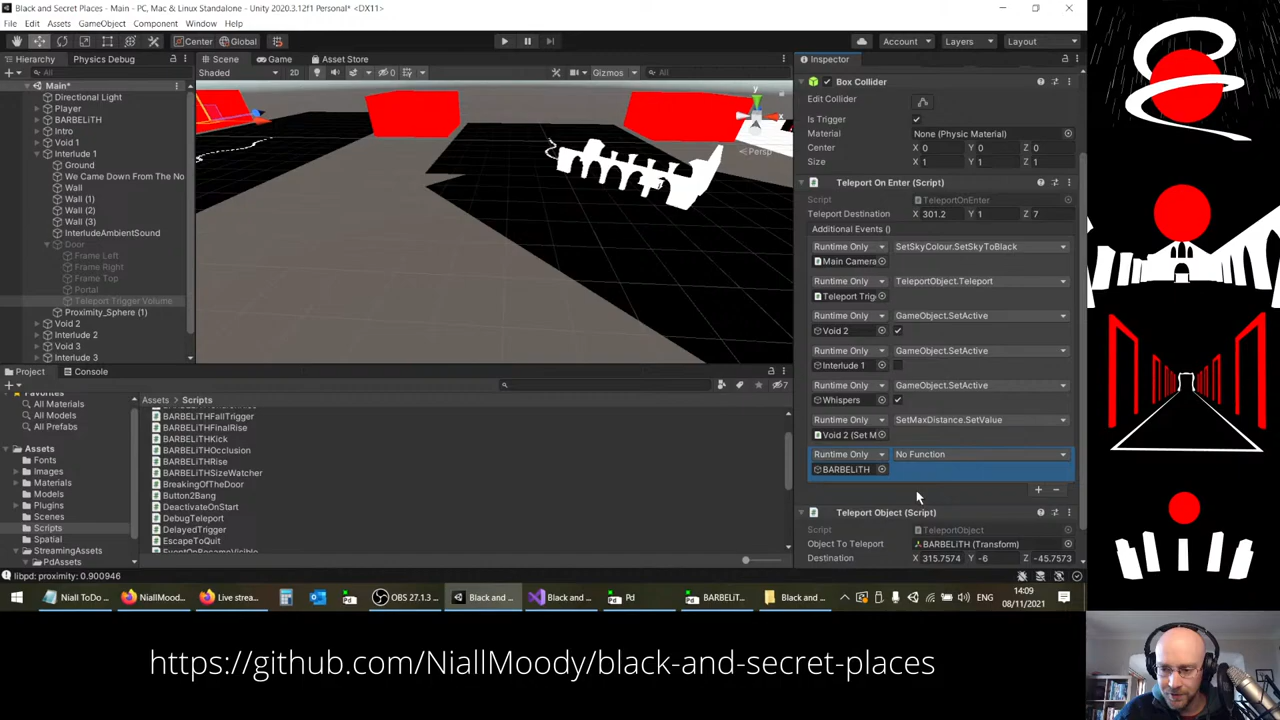 Black and Secret Places - Main - PC, Mac & Linux Standalone - Unity 2020.3.12f1 Personal* <DX11>
File Edit Assets GameObject Component Window Help
Center Global Account Layers Layout
Hierarchy Physics Debug Scene Game Asset Store Inspector
All Shaded 2D Gizmos All
Main*
Directional Light
Player
BARBELiTH
Intro
Void 1
Interlude 1
Ground
We Came Down From The No
Wall
Wall (1)
Wall (2)
Wall (3)
InterludeAmbientSound
Door
Frame Left
Frame Right
Frame Top
Portal
Teleport Trigger Volume
Proximity_Sphere (1)
Void 2
Interlude 2
Void 3
Interlude 3
y
x
Persp
Box Collider
Edit Collider
Is Trigger
Material None (Physic Material)
Center X 0 Y 0 Z 0
Size X 1 Y 1 Z 1
Teleport On Enter (Script)
Script TeleportOnEnter
Teleport Destination X 301.2 Y 1 Z 7
Additional Events ()
Runtime Only SetSkyColour.SetSkyToBlack
Main Camera
Runtime Only TeleportObject.Teleport
Teleport Trig
Runtime Only GameObject.SetActive
Void 2
Runtime Only GameObject.SetActive
Interlude 1
Runtime Only GameObject.SetActive
Whispers
Runtime Only SetMaxDistance.SetValue
Void 2 (Set M
Runtime Only No Function
BARBELiTH
Teleport Object (Script)
Script TeleportObject
Object To Teleport BARBELiTH (Transform)
Destination X 315.7574 Y -6 Z -45.7573
Project Console
7
Favorites
All Materials
All Models
All Prefabs
Assets
Fonts
Images
Materials
Models
Plugins
Scenes
Scripts
Spatial
StreamingAssets
PdAssets
Assets > Scripts
BARBELiTHFallTrigger
BARBELiTHFinalRise
BARBELiTHKick
BARBELiTHOcclusion
BARBELiTHRise
BARBELiTHSizeWatcher
BreakingOfTheDoor
Button2Bang
DeactivateOnStart
DebugTeleport
DelayedTrigger
EscapeToQuit
EventOnBecameVisible
libpd: proximity: 0.900946
Niall ToDo ... NiallMood... Live strea... OBS 27.1.3 ... Black and ... Black and ... Pd BARBELiT... Black and ... ENG 14:09
08/11/2021
https://github.com/NiallMoody/black-and-secret-places